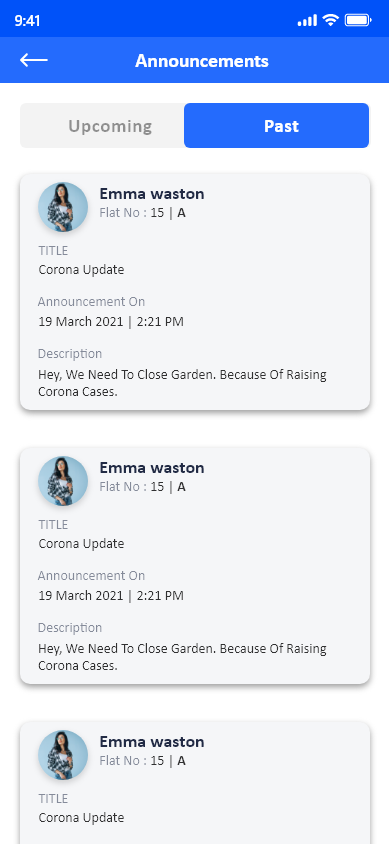 9:41
Announcements
Upcoming
Past
Emma waston
Flat No : 15 | A
TITLE
Corona Update
Announcement On
19 March 2021 | 2:21 PM
Description
Hey, We Need To Close Garden. Because Of Raising
Corona Cases.
Emma waston
Flat No : 15 | A
TITLE
Corona Update
Announcement On
19 March 2021 | 2:21 PM
Description
Hey, We Need To Close Garden. Because Of Raising
Corona Cases.
Emma waston
Flat No : 15 | A
TITLE
Corona Update